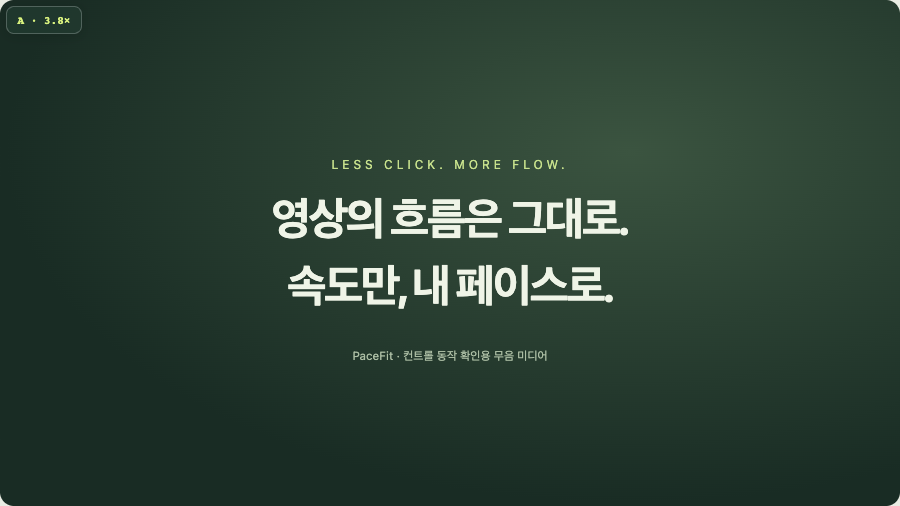 A · 3.8×
LESS CLICK. MORE FLOW.
영상의 흐름은 그대로.
속도만, 내 페이스로.
PaceFit · 컨트롤 동작 확인용 무음 미디어